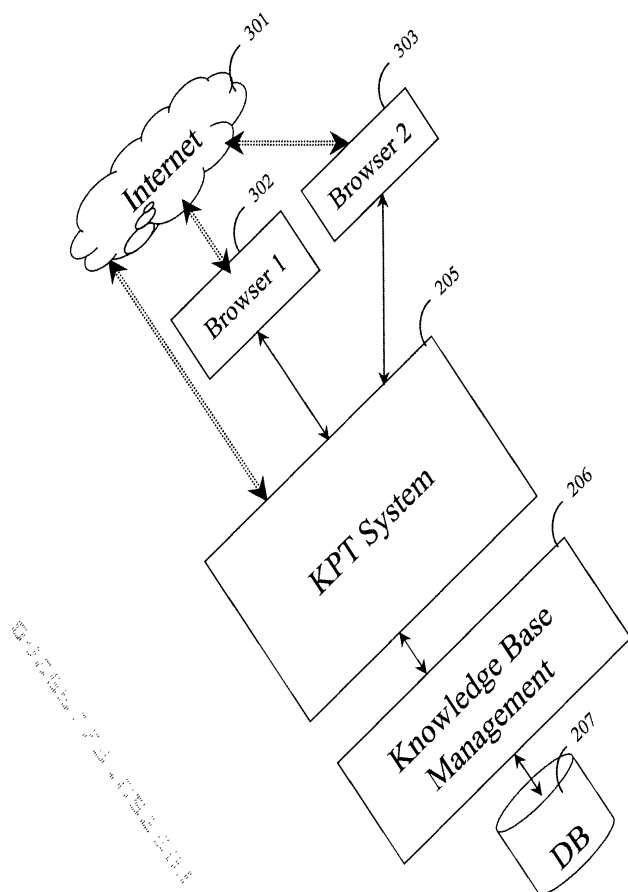 301
303
Internet
302
Browser 2
Browser 1
205
KPT System
206
Knowledge Base
Management
207
DB